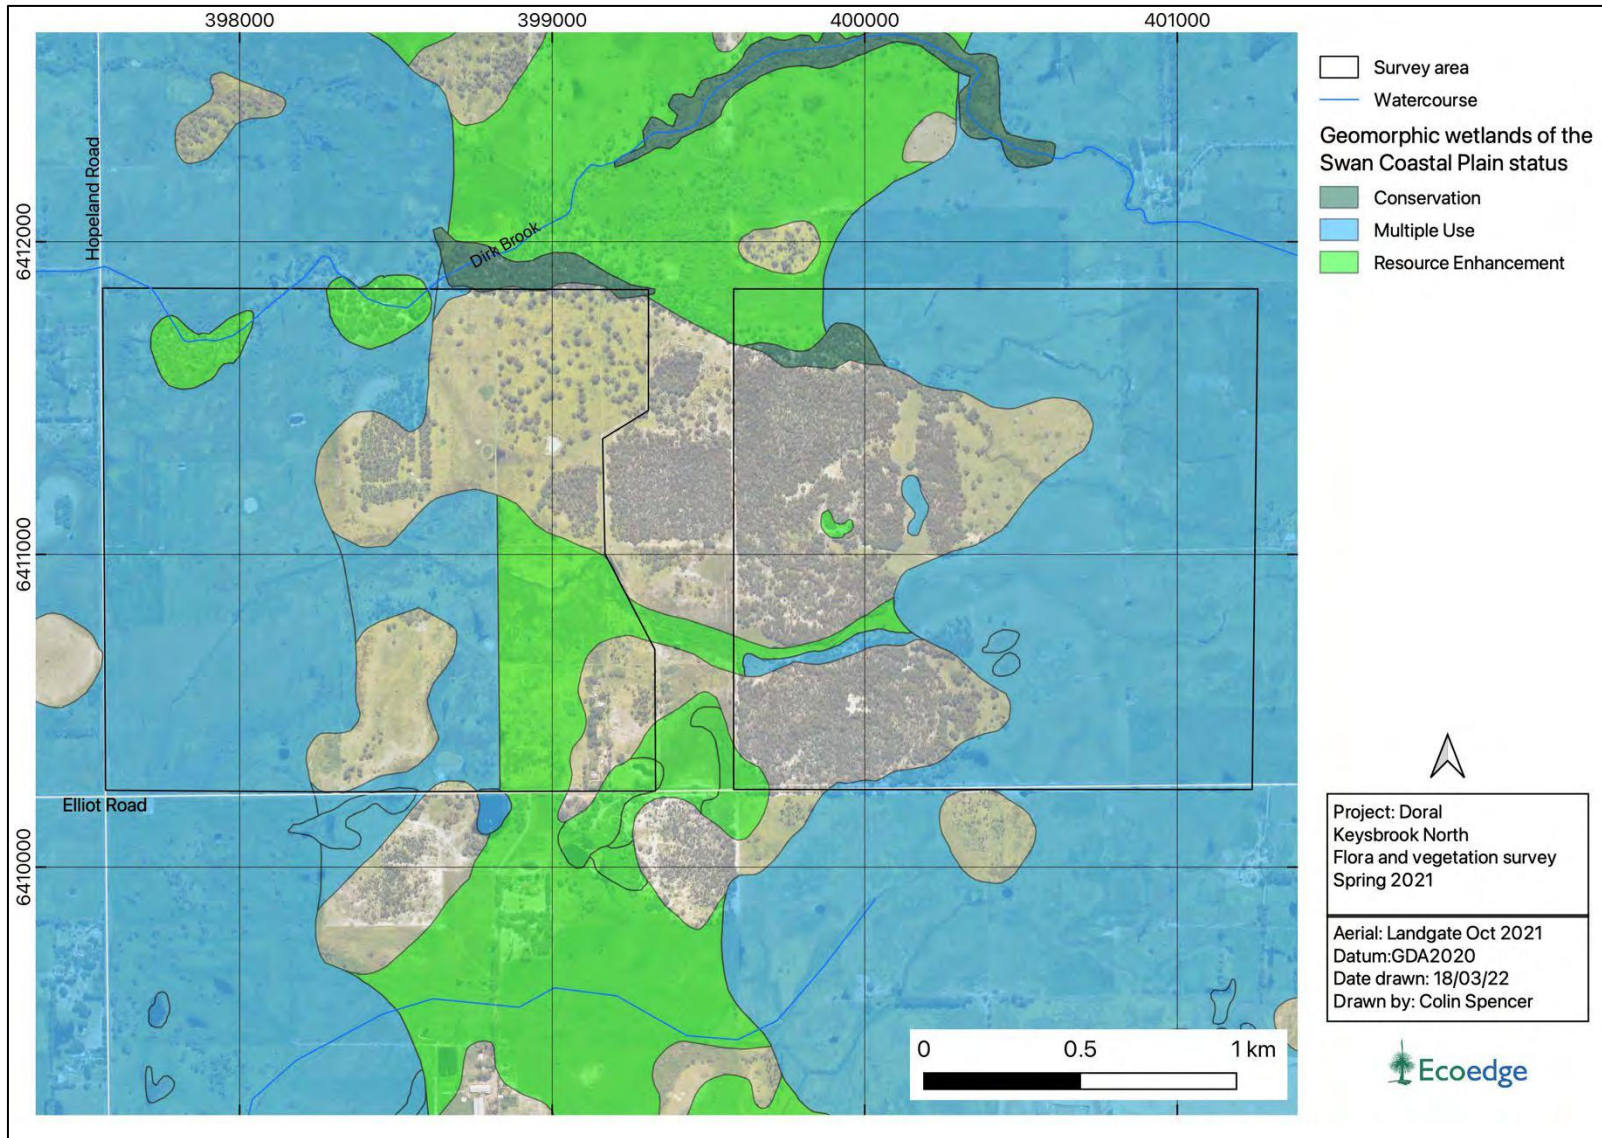 398000
399000
400000
401000
6412000
6411000
6410000
Hopeland Road
Dirk Brook
Elliot Road
Survey area
Watercourse
Geomorphic wetlands of the
Swan Coastal Plain status
Conservation
Multiple Use
Resource Enhancement
Project: Doral
Keysbrook North
Flora and vegetation survey
Spring 2021
Aerial: Landgate Oct 2021
Datum:GDA2020
Date drawn: 18/03/22
Drawn by: Colin Spencer
0 0.5 1 km
Ecoedge